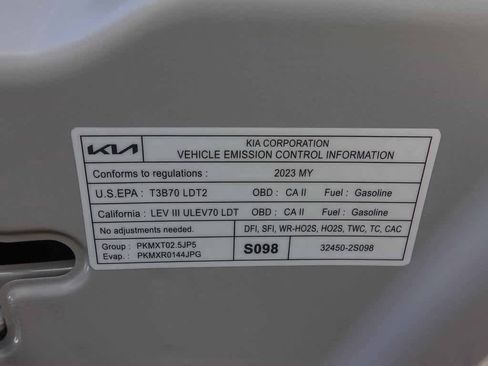 KIA
KIA CORPORATION
VEHICLE EMISSION CONTROL INFORMATION
Conforms to regulations : 2023 MY
U.S.EPA : T3B70 LDT2 OBD : CA II Fuel : Gasoline
California : LEV III ULEV70 LDT OBD : CA II Fuel : Gasoline
No adjustments needed. DFI, SFI, WR-HO2S, HO2S, TWC, TC, CAC
Group : PKMXT02.5JP5 S098 32450-2S098
Evap. : PKMXR0144JPG